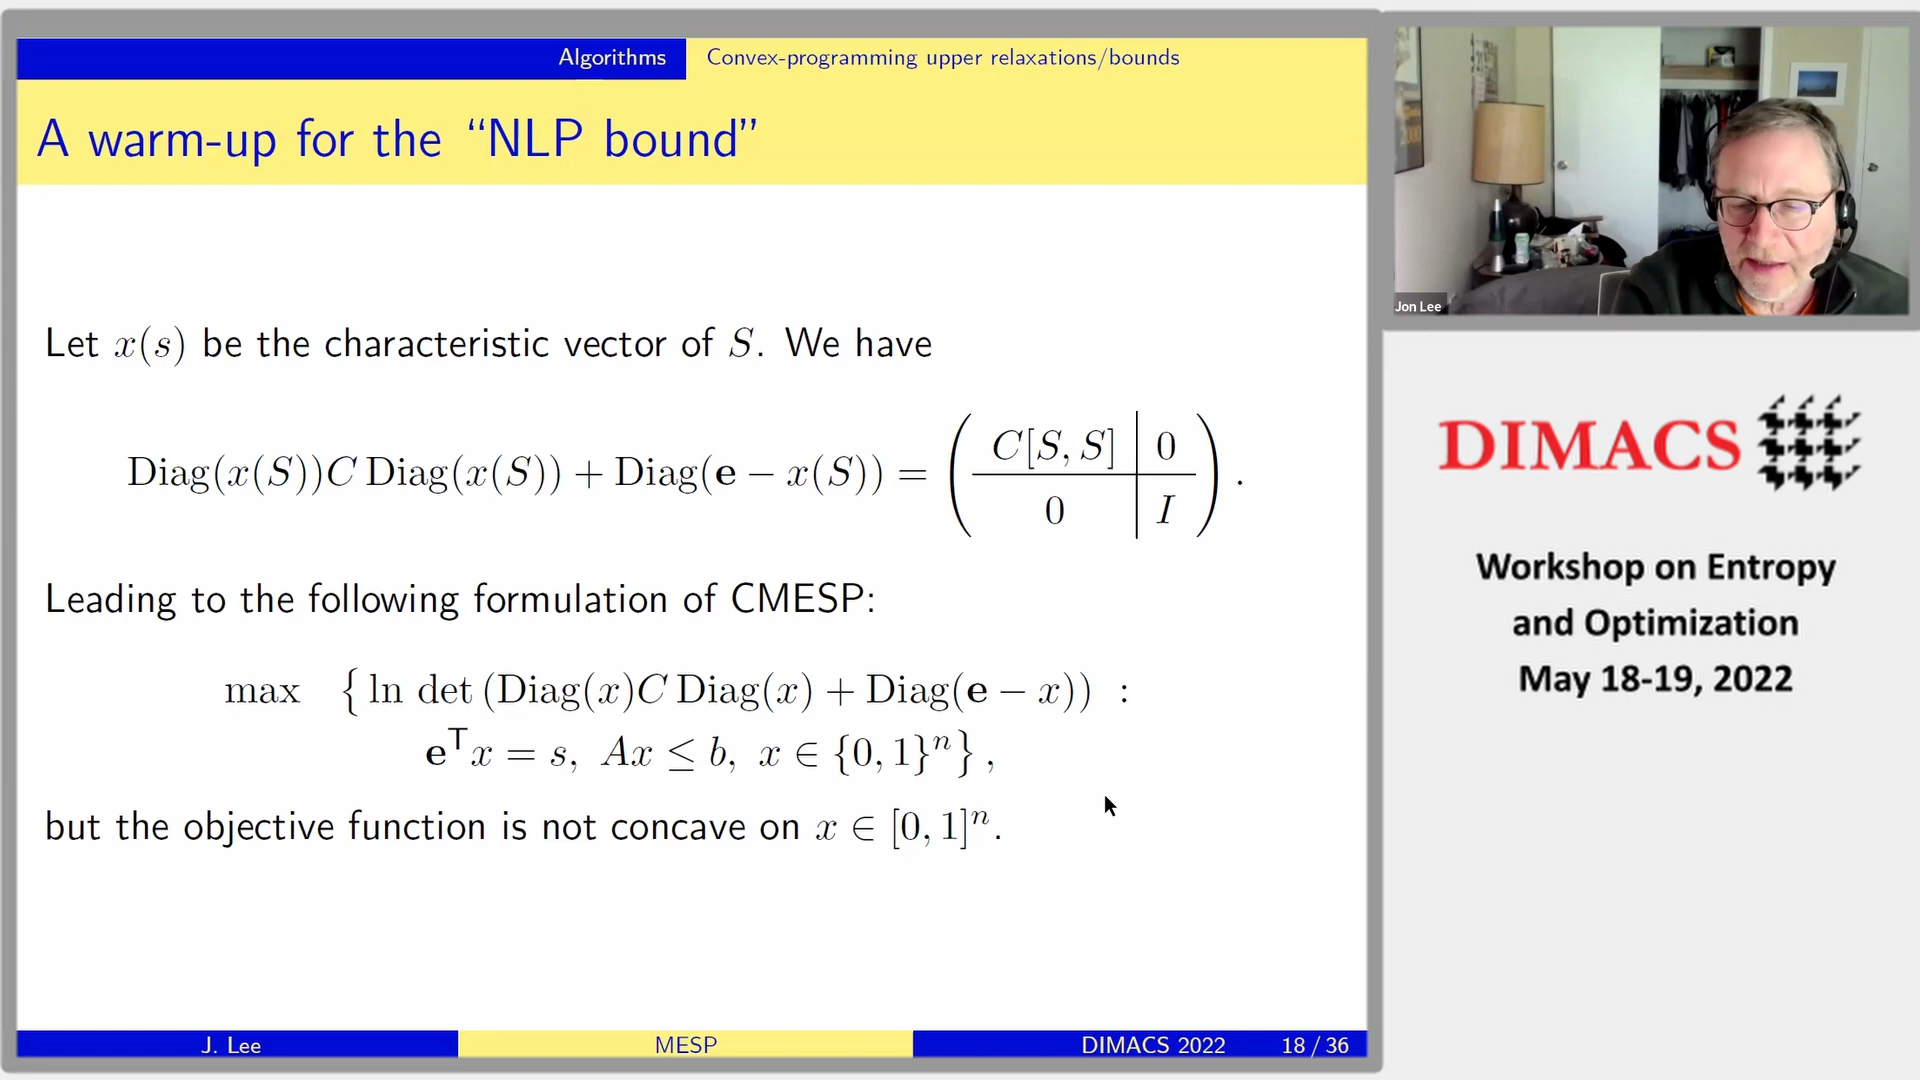 Algorithms Convex-programming upper relaxations/bounds
A warm-up for the “NLP bound”
Let x(s) be the characteristic vector of S. We have
Diag(x(S))C Diag(x(S)) + Diag(e − x(S)) = ( C[S, S] | 0
0 | I ) .
Leading to the following formulation of CMESP:
max { ln det (Diag(x)C Diag(x) + Diag(e − x)) :
eᵀx = s, Ax ≤ b, x ∈ {0, 1}ⁿ} ,
but the objective function is not concave on x ∈ [0, 1]ⁿ.
J. Lee MESP DIMACS 2022 18 / 36
Jon Lee
DIMACS
Workshop on Entropy
and Optimization
May 18-19, 2022